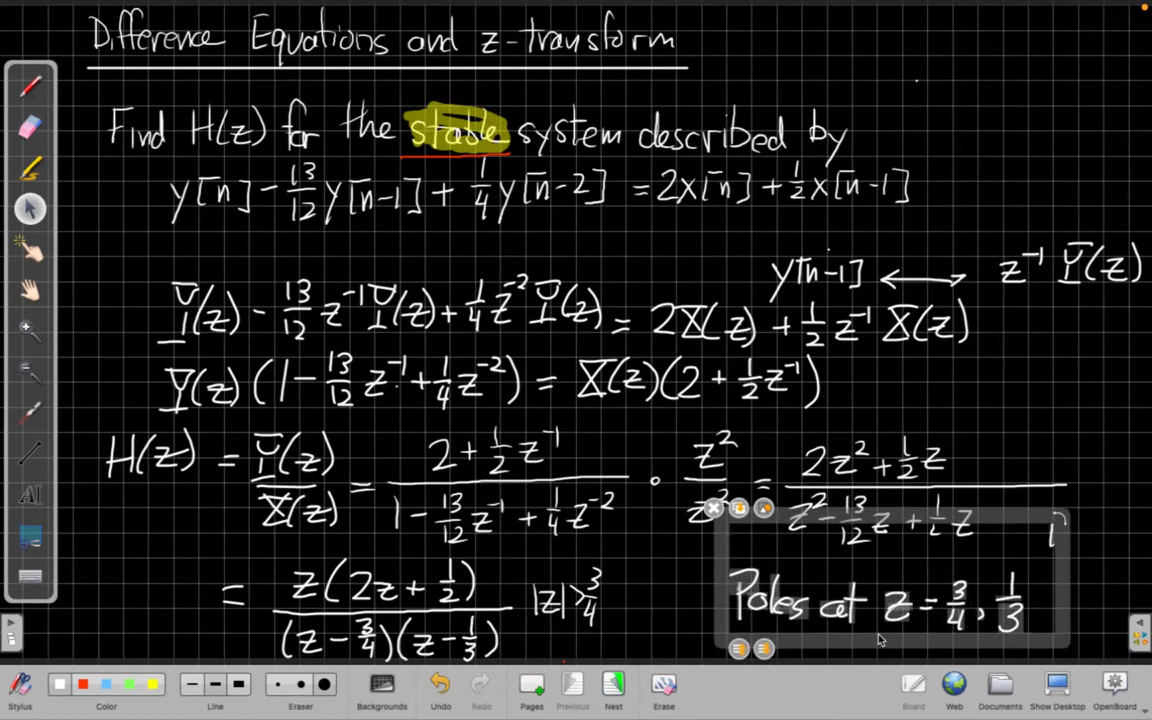 Difference Equations and z-transform
Find H(z) for the stable system described by
y[n] - 13/12 y[n-1] + 1/4 y[n-2] = 2x[n] + 1/2 x[n-1]
y[n-1] ⟷ z⁻¹ Y(z)
Y(z) - 13/12 z⁻¹Y(z) + 1/4 z⁻² Y(z) = 2X(z) + 1/2 z⁻¹ X(z)
Y(z) (1 - 13/12 z⁻¹ + 1/4 z⁻²) = X(z)(2 + 1/2 z⁻¹)
H(z) = Y(z)/X(z) = (2 + 1/2 z⁻¹)/(1 - 13/12 z⁻¹ + 1/4 z⁻²) · z²/z² = (2z² + 1/2 z)/(z² - 13/12 z + 1/ z)
= z(2z + 1/2)/((z - 3/4)(z - 1/3)) |z| > 3/4
Poles at z = 3/4, 1/3
Stylus Color Line Eraser Backgrounds Undo Redo Pages Previous Next Erase Board Web Documents Show Desktop OpenBoard